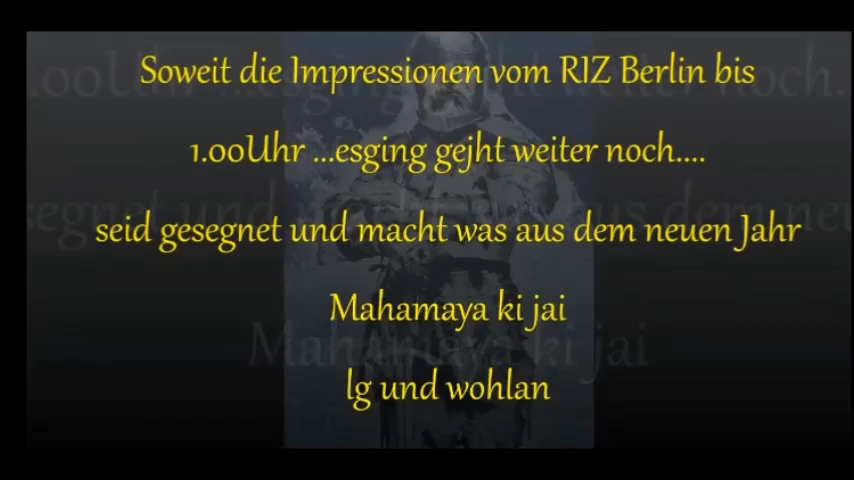 Soweit die Impressionen vom RIZ Berlin bis
1.00Uhr ...esging gejht weiter noch....
seid gesegnet und macht was aus dem neuen Jahr
Mahamaya ki jai
lg und wohlan